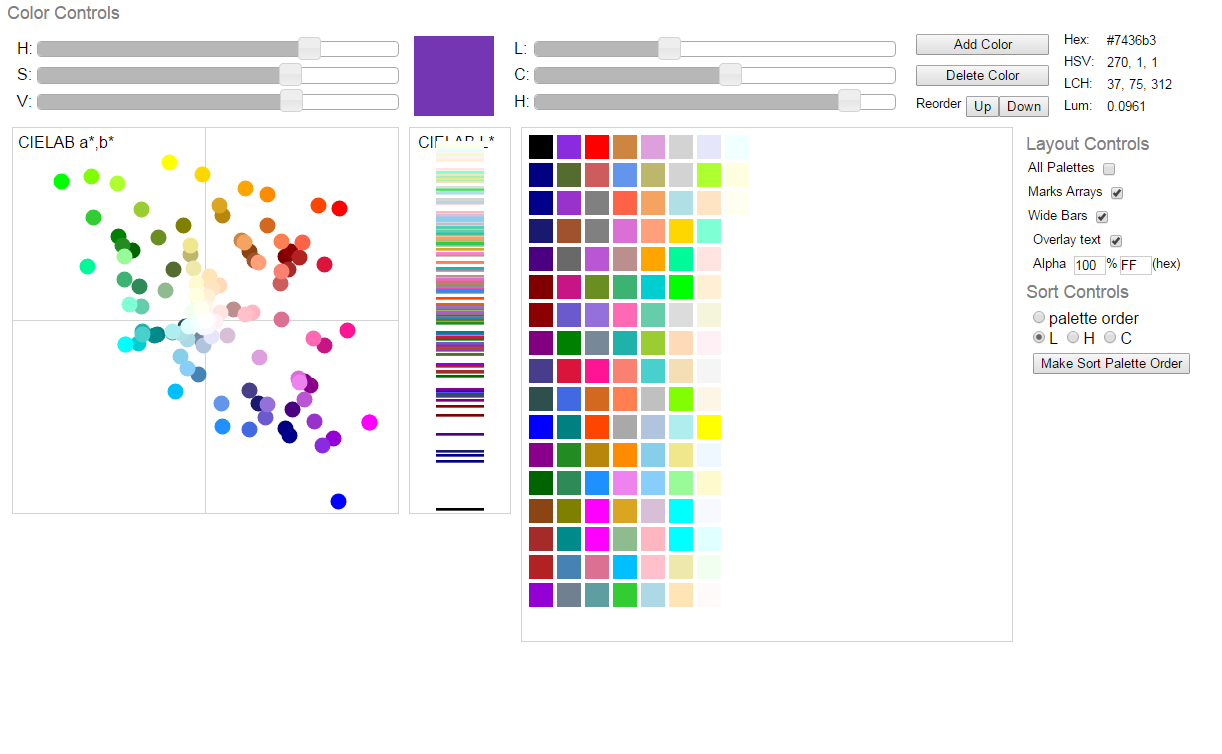 Color Controls
H:
S:
V:
L:
C:
H:
Add Color
Delete Color
Reorder Up Down
Hex: #7436b3
HSV: 270, 1, 1
LCH: 37, 75, 312
Lum: 0.0961
CIELAB a*,b*
CIELAB L*
Layout Controls
All Palettes
Marks Arrays
Wide Bars
Overlay text
Alpha 100 % FF (hex)
Sort Controls
palette order
L H C
Make Sort Palette Order